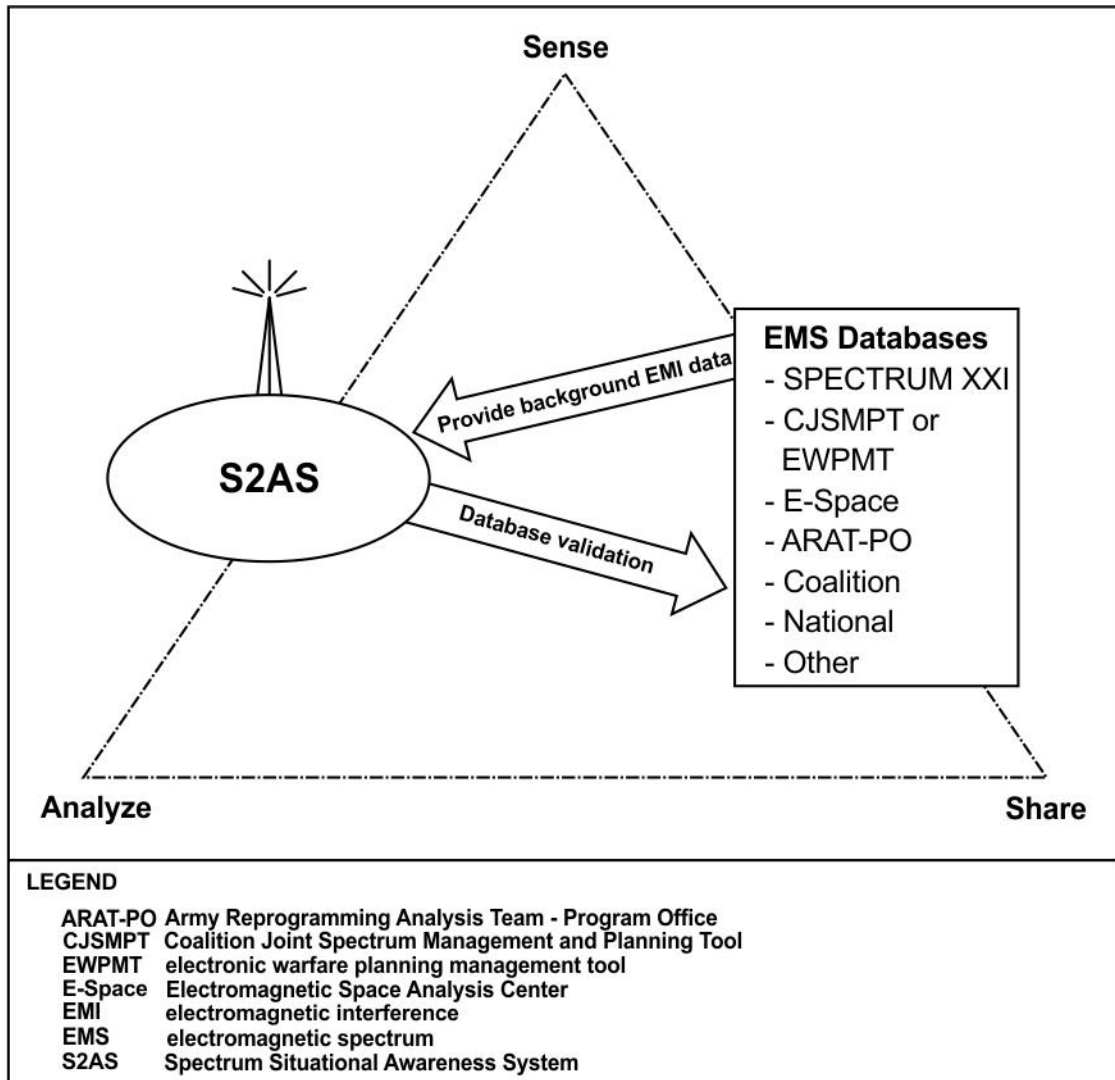 Sense
EMS Databases
- SPECTRUM XXI
- CJSMPT or
EWPMT
- E-Space
- ARAT-PO
- Coalition
- National
- Other
Provide background EMI data
S2AS
Database validation
Analyze
Share
LEGEND
ARAT-PO Army Reprogramming Analysis Team - Program Office
CJSMPT Coalition Joint Spectrum Management and Planning Tool
EWPMT electronic warfare planning management tool
E-Space Electromagnetic Space Analysis Center
EMI electromagnetic interference
EMS electromagnetic spectrum
S2AS Spectrum Situational Awareness System